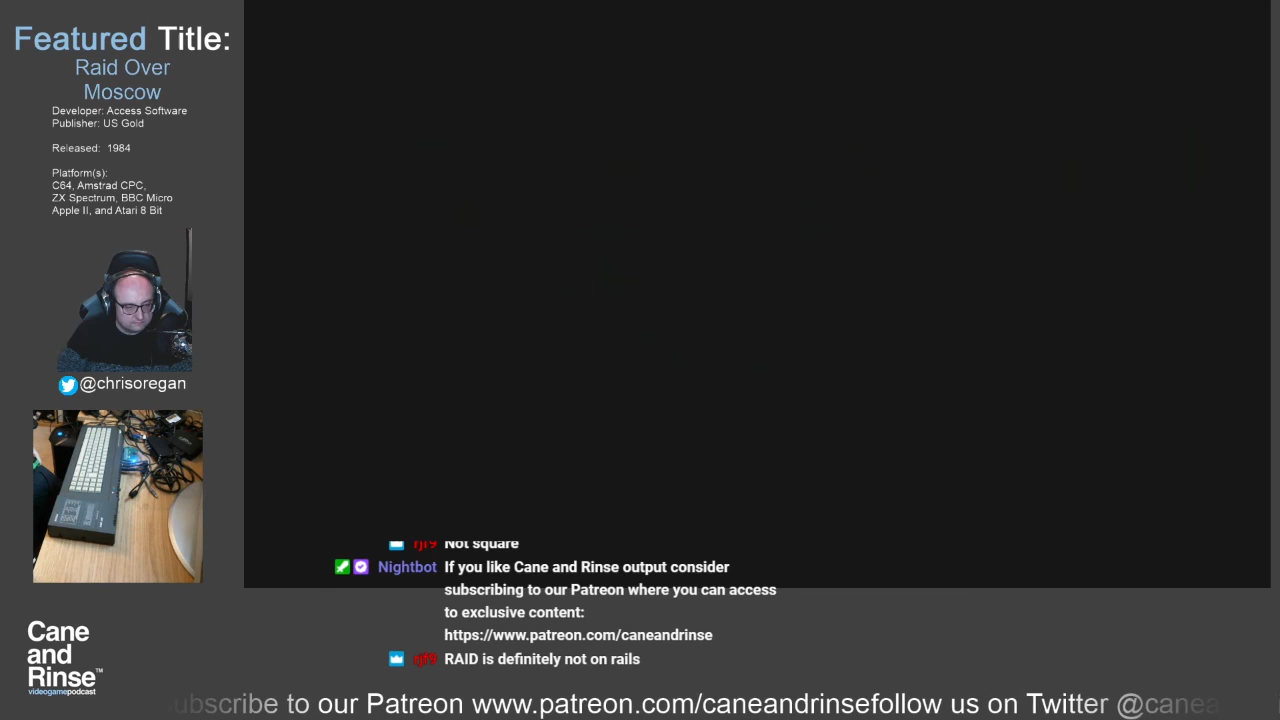 Featured Title:
Raid Over
Moscow
Developer: Access Software
Publisher: US Gold
Released: 1984
Platform(s):
C64, Amstrad CPC,
ZX Spectrum, BBC Micro
Apple II, and Atari 8 Bit
@chrisoregan
rjf9 Not square
Nightbot If you like Cane and Rinse output consider
subscribing to our Patreon where you can access
to exclusive content:
https://www.patreon.com/caneandrinse
rjf9 RAID is definitely not on rails
Cane
and
Rinse™
videogamepodcast
ubscribe to our Patreon www.patreon.com/caneandrinsefollow us on Twitter @canea